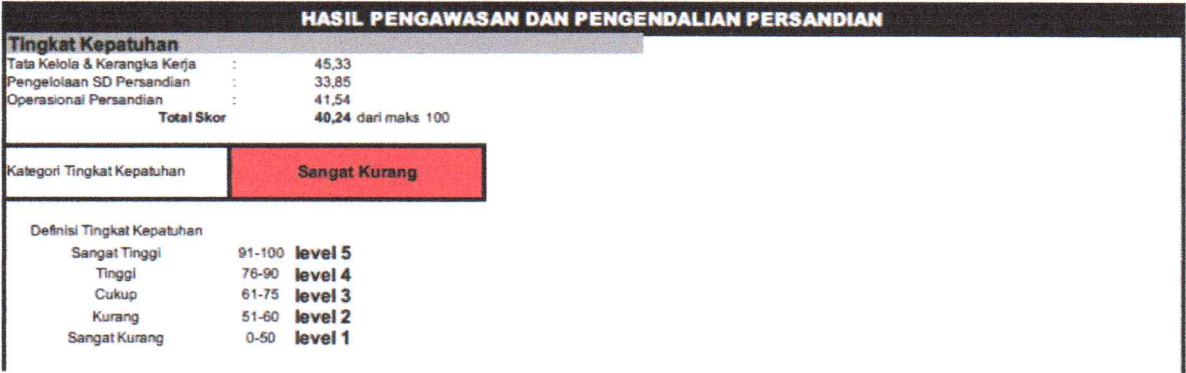 HASIL PENGAWASAN DAN PENGENDALIAN PERSANDIAN
Tingkat Kepatuhan
Tata Kelola & Kerangka Kerja : 45,33
Pengelolaan SD Persandian : 33,85
Operasional Persandian : 41,54
Total Skor 40,24 dari maks 100
Kategori Tingkat Kepatuhan Sangat Kurang
Definisi Tingkat Kepatuhan
Sangat Tinggi 91-100 level 5
Tinggi 76-90 level 4
Cukup 61-75 level 3
Kurang 51-60 level 2
Sangat Kurang 0-50 level 1